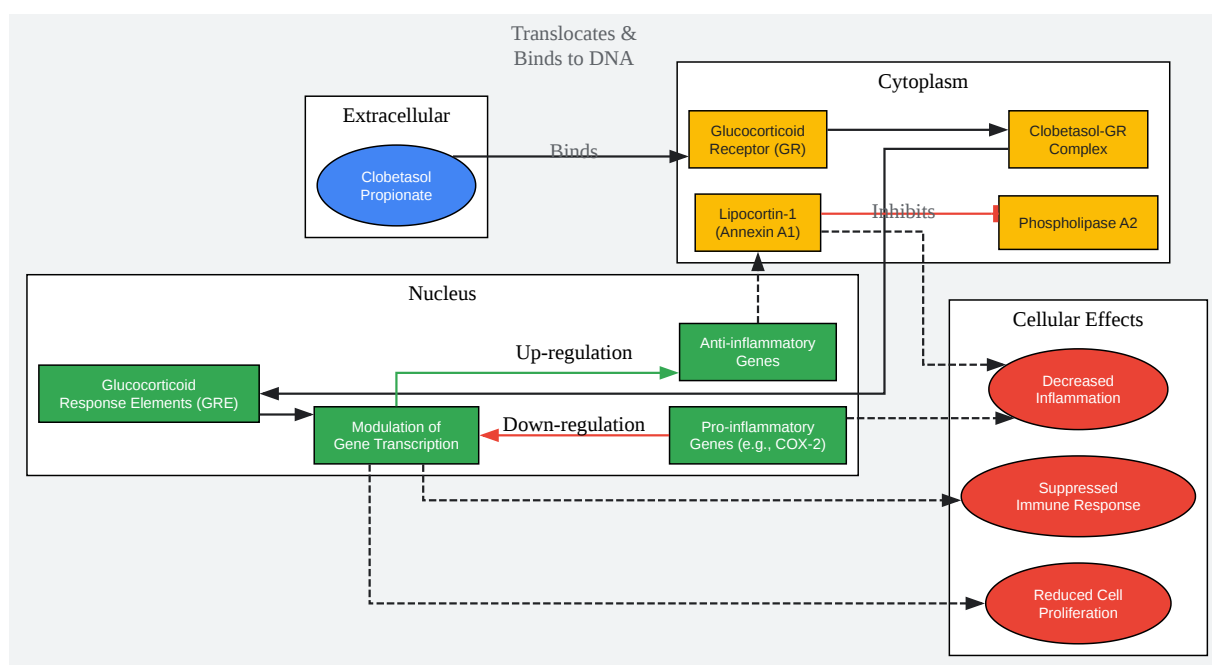 Translocates &
Binds to DNA
Extracellular
Clobetasol
Propionate
Binds
Cytoplasm
Glucocorticoid
Receptor (GR)
Clobetasol-GR
Complex
Lipocortin-1
(Annexin A1)
Inhibits
Phospholipase A2
Nucleus
Glucocorticoid
Response Elements (GRE)
Up-regulation
Anti-inflammatory
Genes
Modulation of
Gene Transcription
Down-regulation
Pro-inflammatory
Genes (e.g., COX-2)
Cellular Effects
Decreased
Inflammation
Suppressed
Immune Response
Reduced Cell
Proliferation